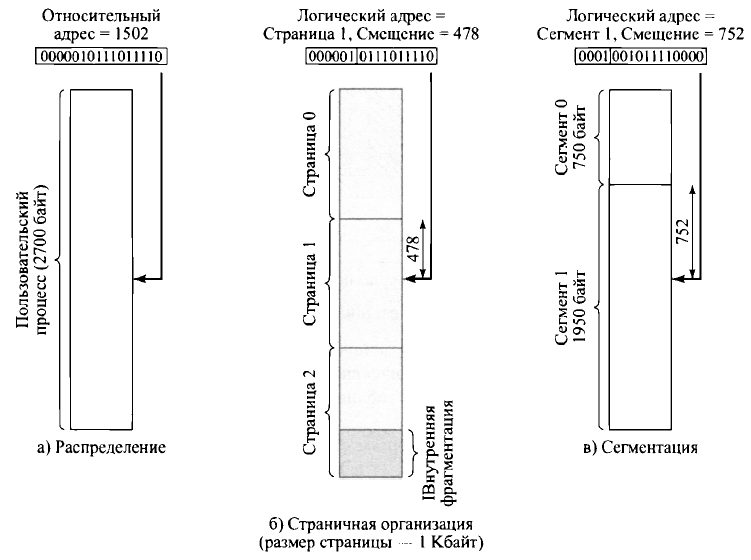 Относительный
адрес = 1502
0000010111011110
Пользовательский
процесс (2700 байт)
а) Распределение
Логический адрес =
Страница 1, Смещение = 478
000001 0111011110
Страница 0
Страница 1
Страница 2
478
IВнутренняя
фрагментация
б) Страничная организация
(размер страницы — 1 Кбайт)
Логический адрес =
Сегмент 1, Смещение = 752
0001 001011110000
Сегмент 0
750 байт
Сегмент 1
1950 байт
752
в) Сегментация